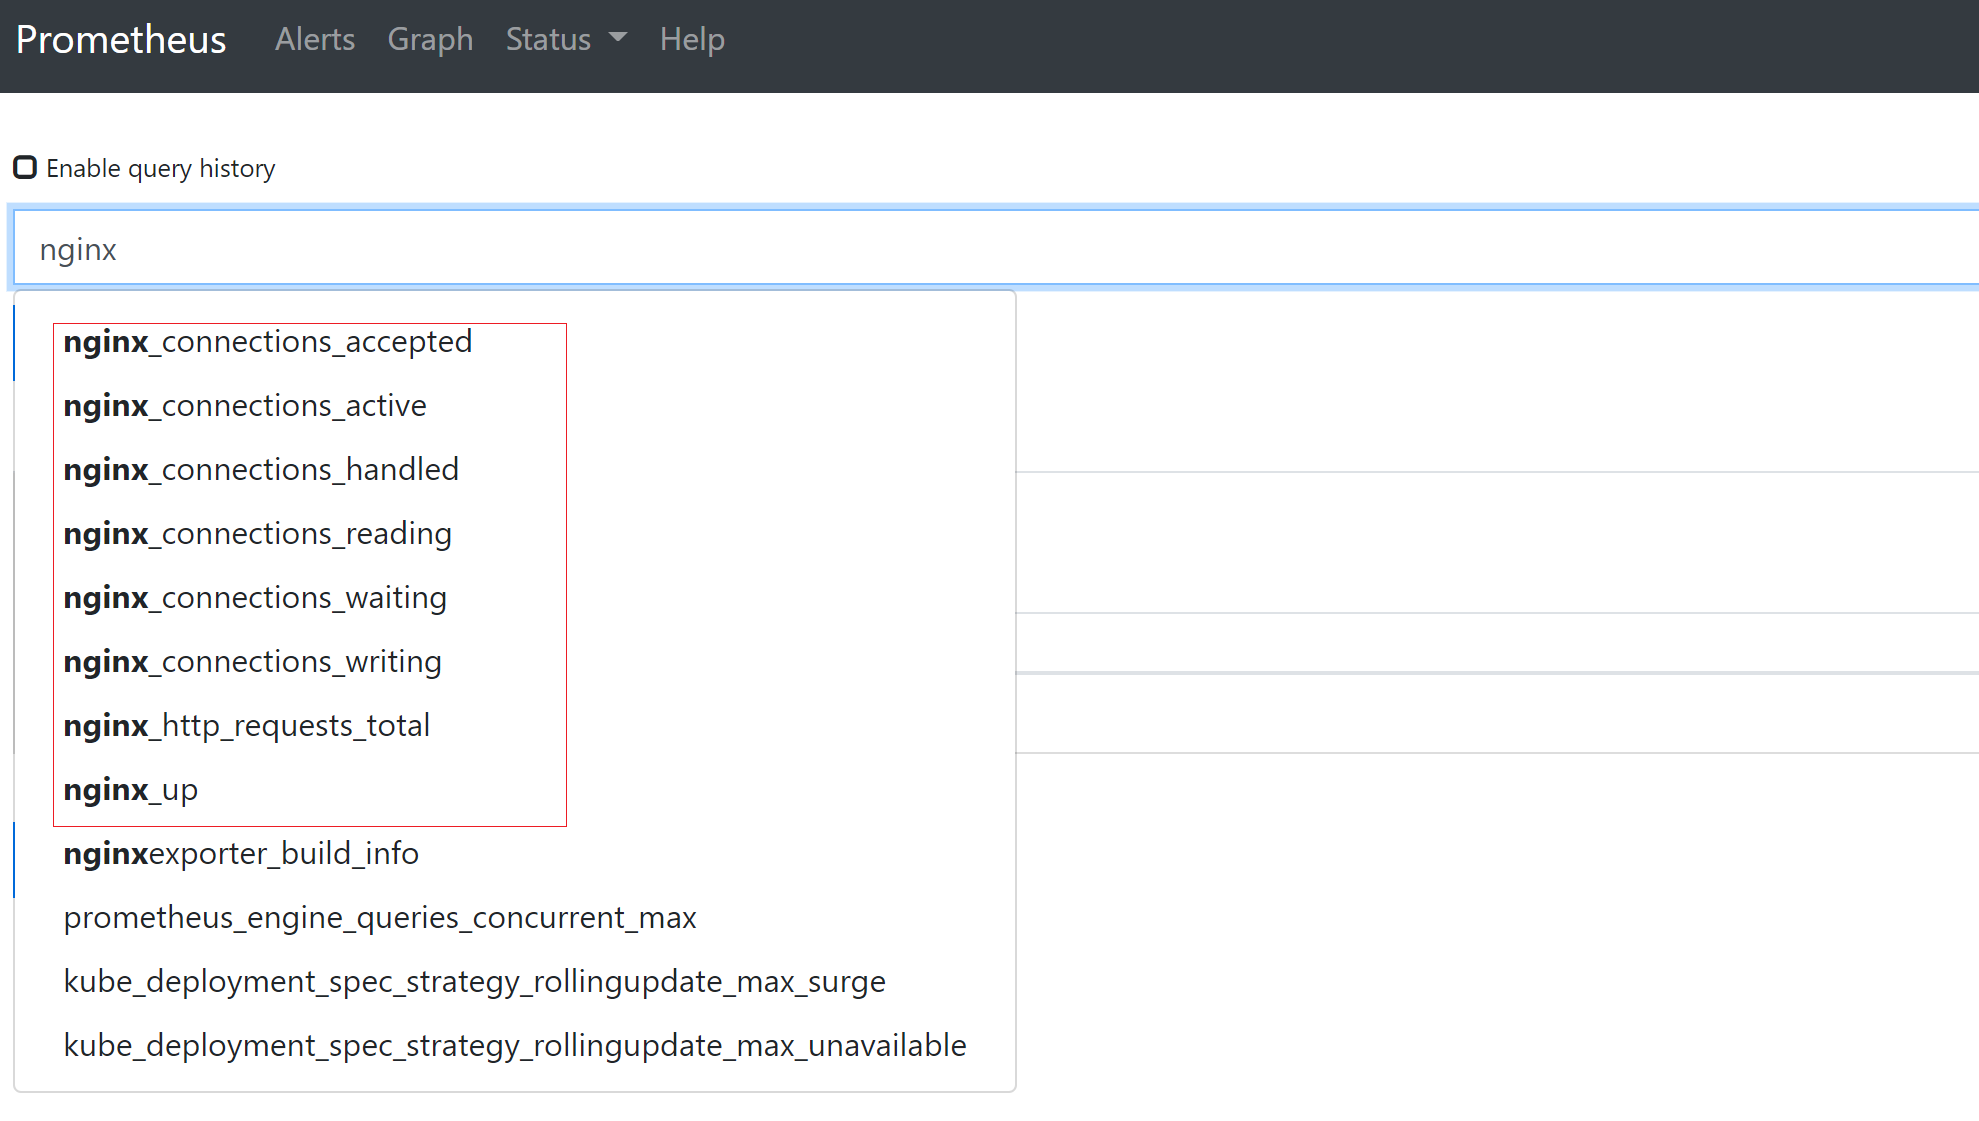 Prometheus Alerts Graph Status Help
Enable query history
nginx
nginx_connections_accepted
nginx_connections_active
nginx_connections_handled
nginx_connections_reading
nginx_connections_waiting
nginx_connections_writing
nginx_http_requests_total
nginx_up
nginxexporter_build_info
prometheus_engine_queries_concurrent_max
kube_deployment_spec_strategy_rollingupdate_max_surge
kube_deployment_spec_strategy_rollingupdate_max_unavailable